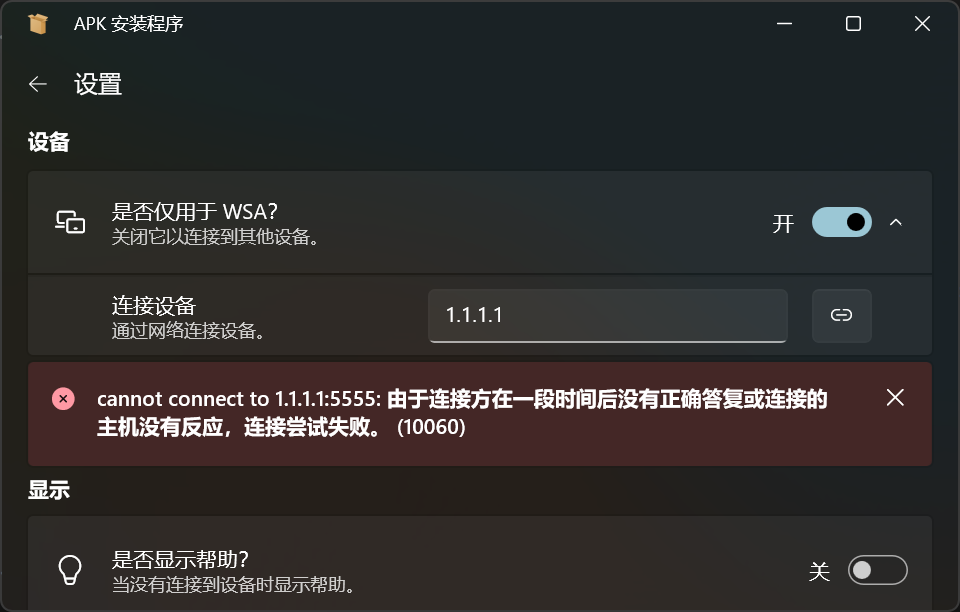 APK 安装程序
设置
设备
是否仅用于 WSA?
关闭它以连接到其他设备。
开
连接设备
通过网络连接设备。
1.1.1.1
cannot connect to 1.1.1.1:5555: 由于连接方在一段时间后没有正确答复或连接的
主机没有反应，连接尝试失败。 (10060)
显示
是否显示帮助?
当没有连接到设备时显示帮助。
关